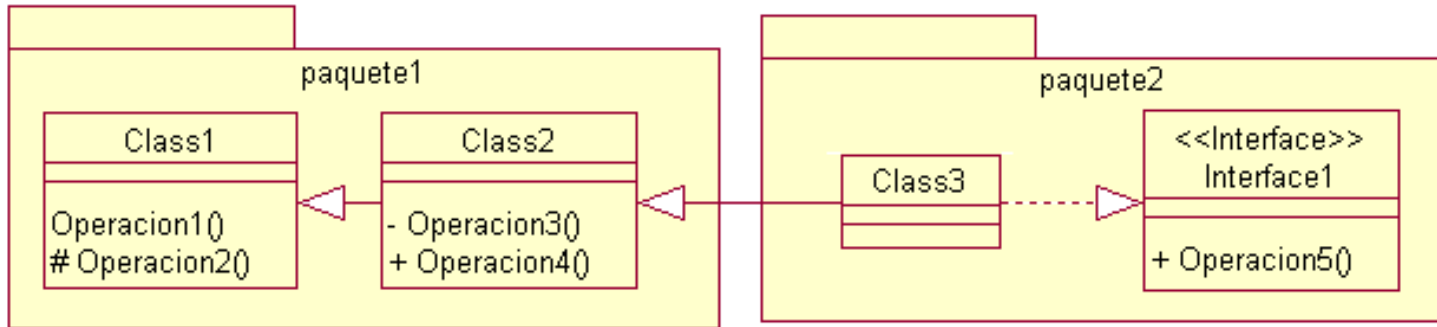 paquete1
Class1
Operacion1()
# Operacion2()
Class2
- Operacion3()
+ Operacion4()
paquete2
Class3
<<Interface>>
Interface1
+ Operacion5()